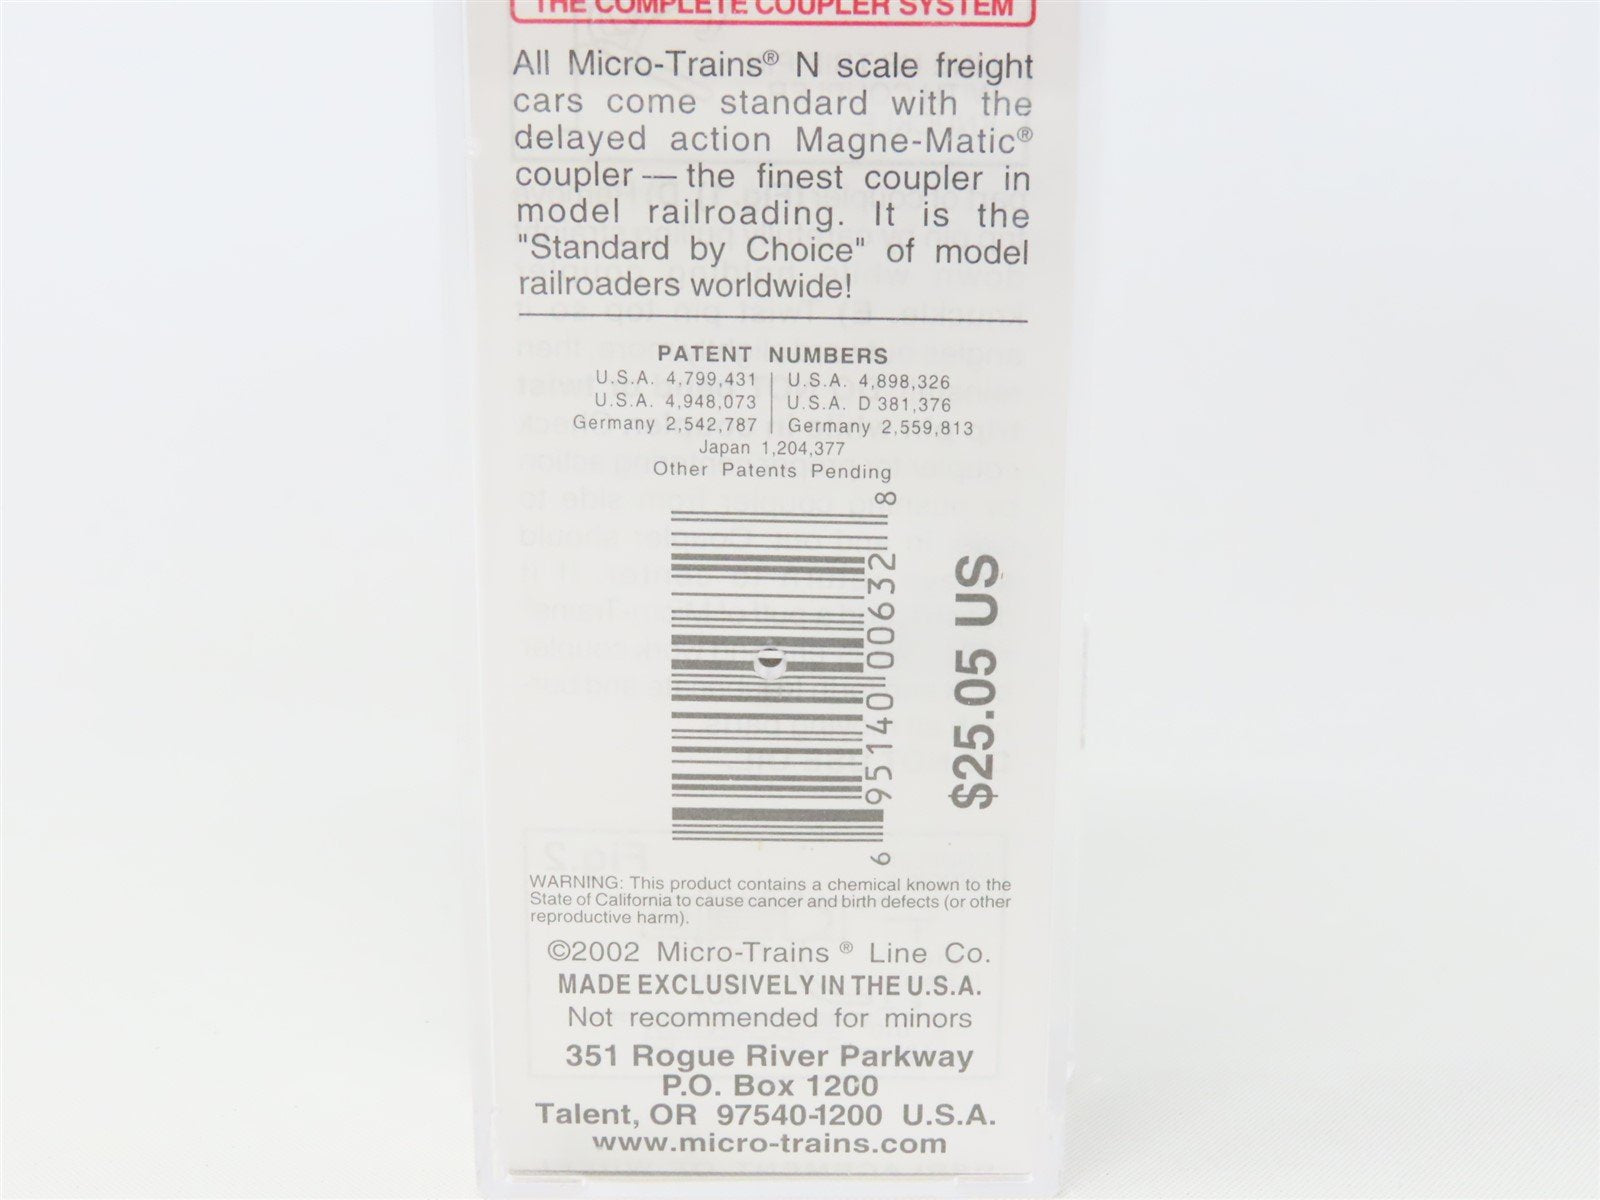 THE COMPLETE COUPLER SYSTEM
All Micro-Trains® N scale freight
cars come standard with the
delayed action Magne-Matic®
coupler — the finest coupler in
model railroading. It is the
"Standard by Choice" of model
railroaders worldwide!
PATENT NUMBERS
U.S.A. 4,799,431 | U.S.A. 4,898,326
U.S.A. 4,948,073 | U.S.A. D 381,376
Germany 2,542,787 | Germany 2,559,813
Japan 1,204,377
Other Patents Pending
6 95140 00632 8
$25.05 US
WARNING: This product contains a chemical known to the
State of California to cause cancer and birth defects (or other
reproductive harm).
©2002 Micro-Trains ® Line Co.
MADE EXCLUSIVELY IN THE U.S.A.
Not recommended for minors
351 Rogue River Parkway
P.O. Box 1200
Talent, OR 97540-1200 U.S.A.
www.micro-trains.com